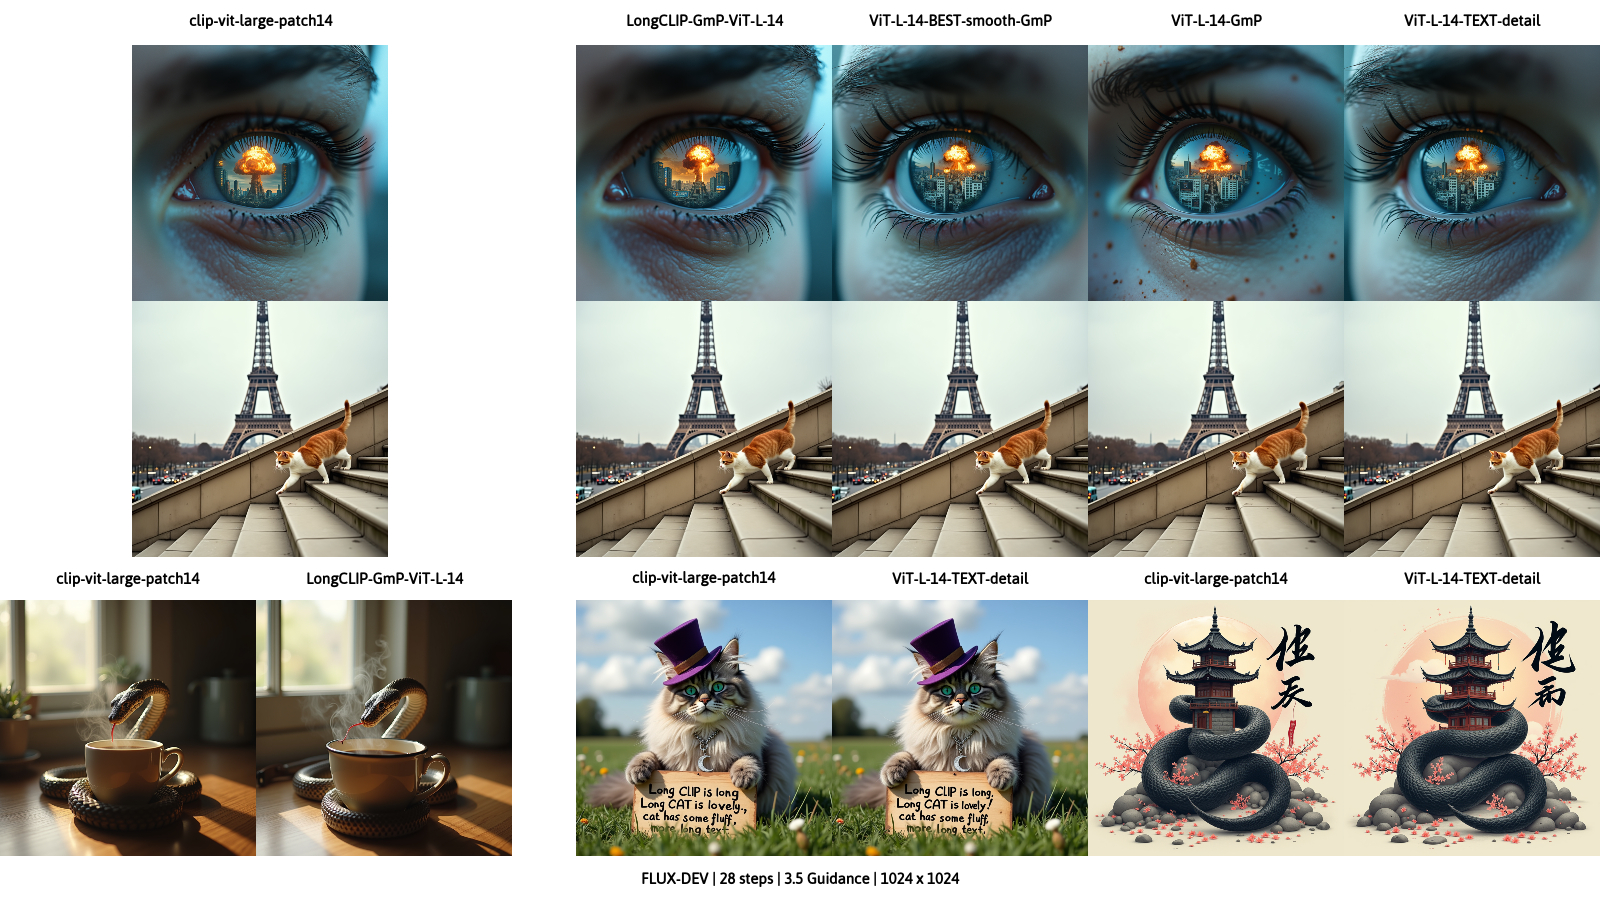 clip-vit-large-patch14
LongCLIP-GmP-ViT-L-14
ViT-L-14-BEST-smooth-GmP
ViT-L-14-GmP
ViT-L-14-TEXT-detail
clip-vit-large-patch14
LongCLIP-GmP-ViT-L-14
clip-vit-large-patch14
ViT-L-14-TEXT-detail
clip-vit-large-patch14
ViT-L-14-TEXT-detail
Long CLIP is long
Long CAT is lovely.,
cat has some fluff,
more long text.
Long CLIP is long.
Long CAT is lovely!
cat has some fluff,
more long text.
FLUX-DEV | 28 steps | 3.5 Guidance | 1024 x 1024